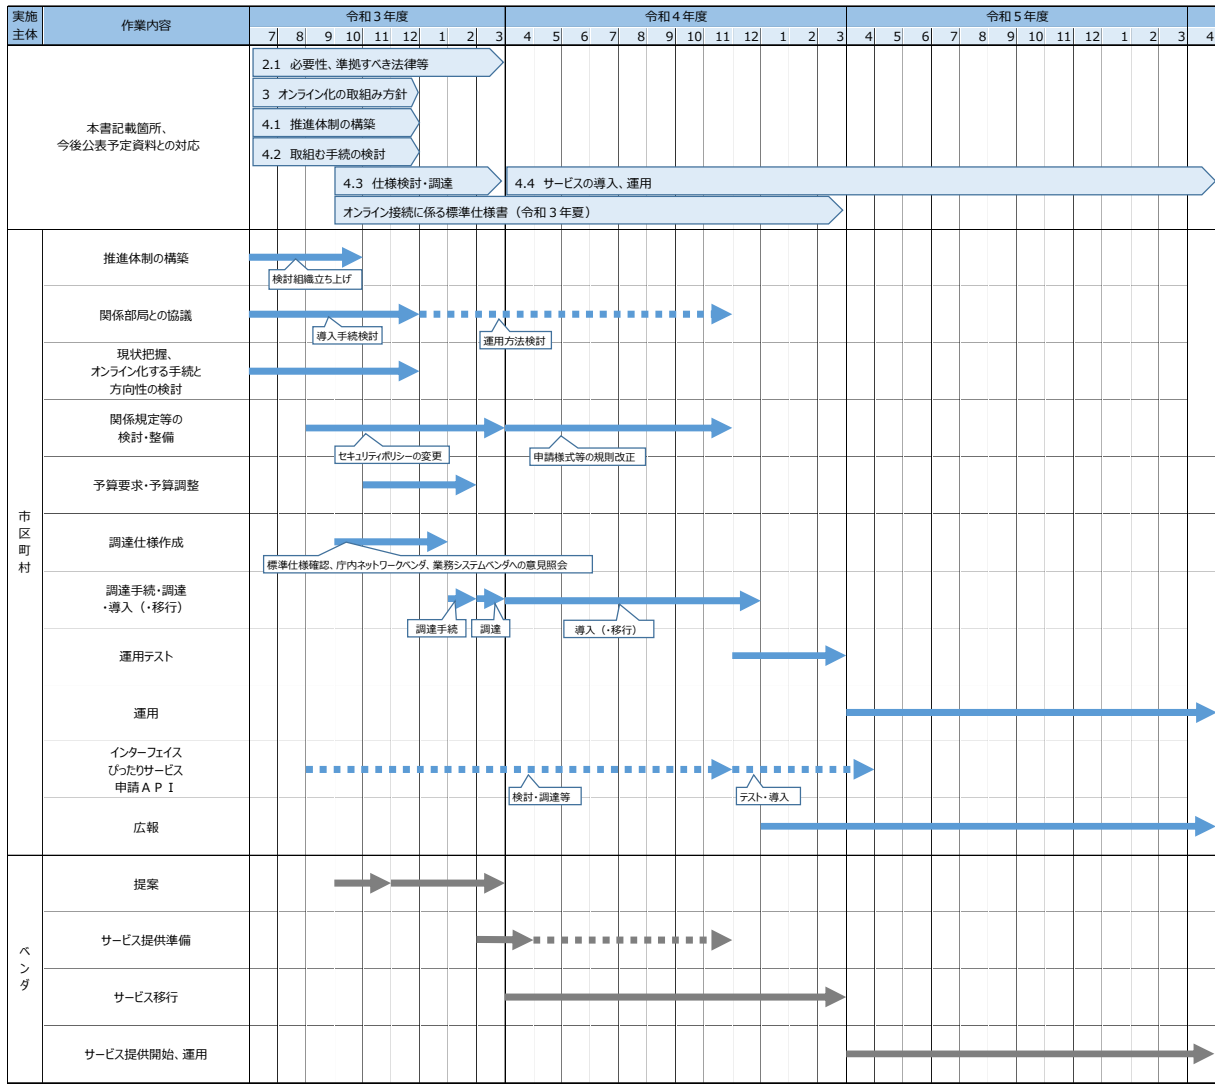 実施
主体
作業内容
令和３年度
令和４年度
令和５年度
7 8 9 10 11 12 1 2 3 4 5 6 7 8 9 10 11 12 1 2 3 4 5 6 7 8 9 10 11 12 1 2 3 4
本書記載箇所、
今後公表予定資料との対応
2.1 必要性、準拠すべき法律等
3 オンライン化の取組み方針
4.1 推進体制の構築
4.2 取組む手続の検討
4.3 仕様検討・調達
4.4 サービスの導入、運用
オンライン接続に係る標準仕様書（令和３年夏）
市区町村
推進体制の構築
検討組織立ち上げ
関係部局との協議
導入手続検討
運用方法検討
現状把握、
オンライン化する手続と
方向性の検討
関係規定等の
検討・整備
セキュリティポリシーの変更
申請様式等の規則改正
予算要求・予算調整
調達仕様作成
標準仕様確認、庁内ネットワークベンダ、業務システムベンダへの意見照会
調達手続・調達
・導入（・移行）
調達手続
調達
導入（・移行）
運用テスト
運用
インターフェイス
ぴったりサービス
申請ＡＰＩ
検討・調達等
テスト・導入
広報
ベンダ
提案
サービス提供準備
サービス移行
サービス提供開始、運用